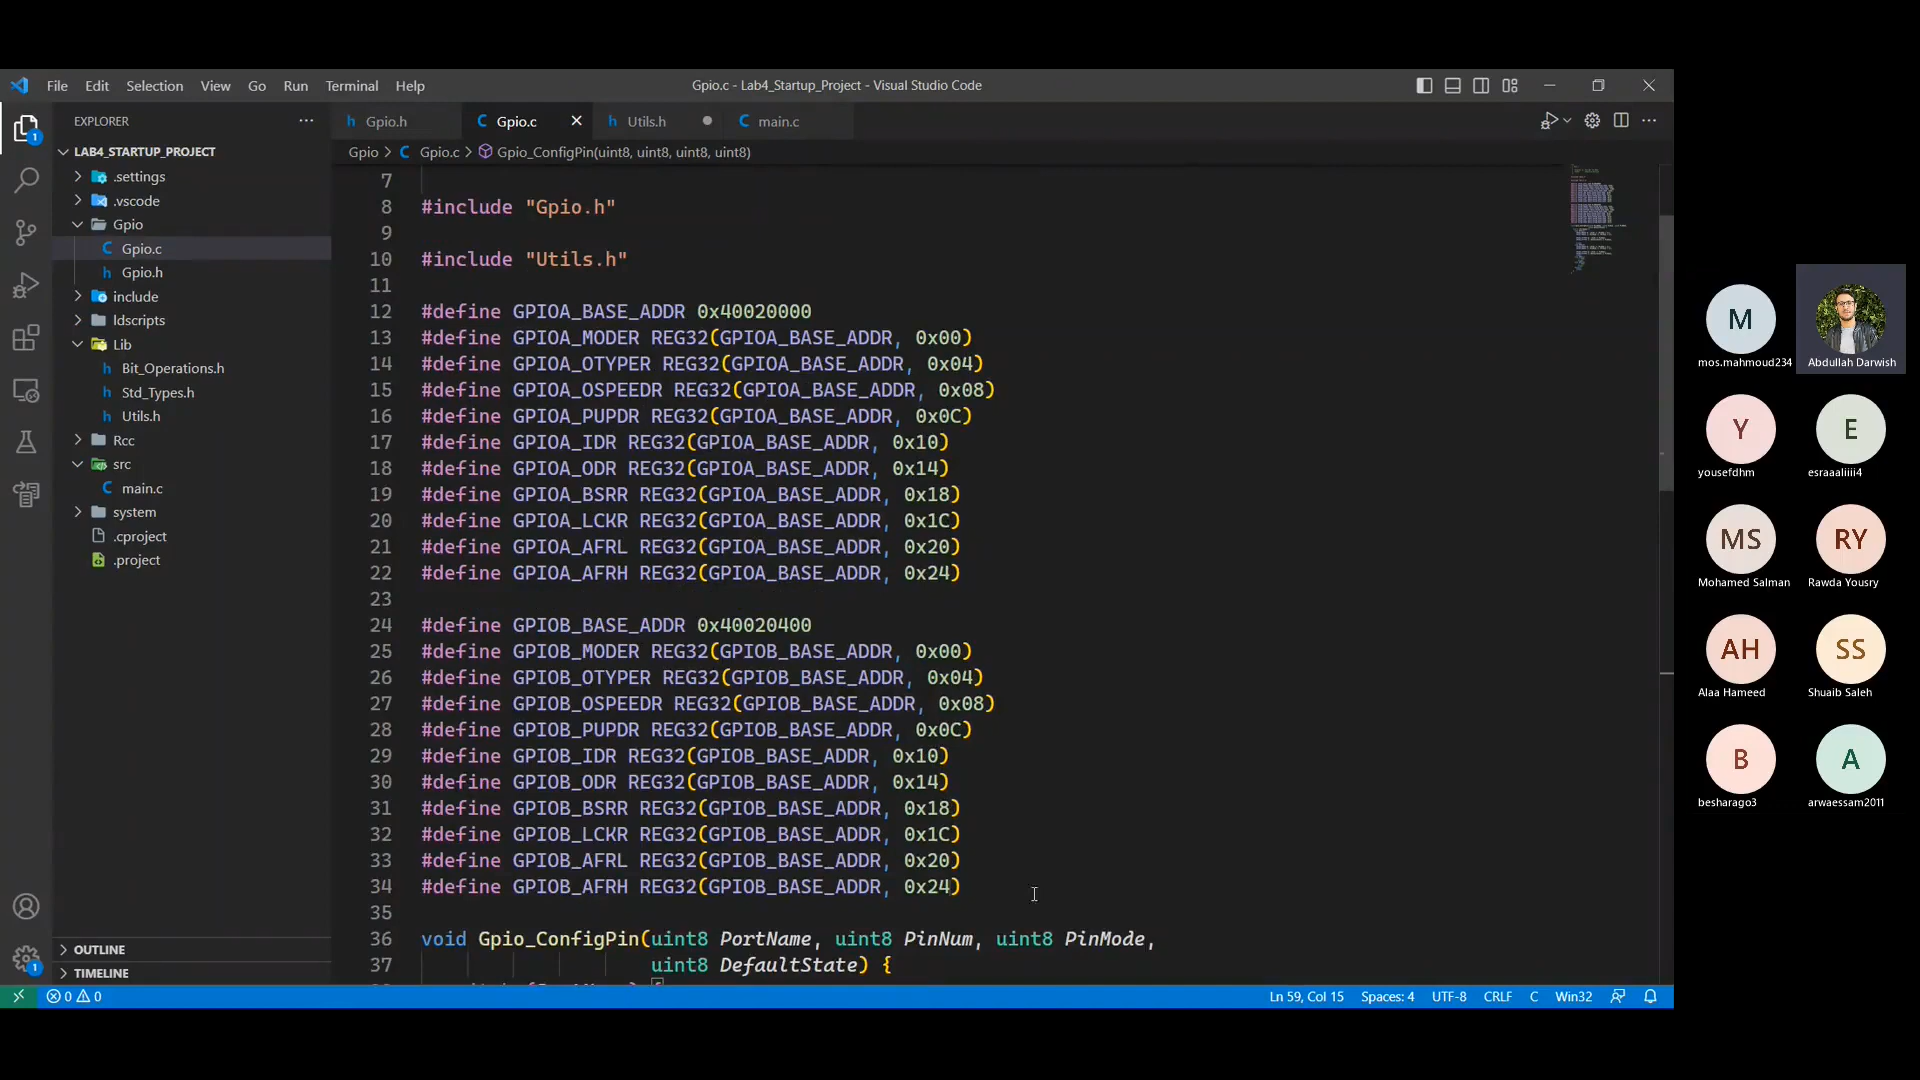 File Edit Selection View Go Run Terminal Help
Gpio.c - Lab4_Startup_Project - Visual Studio Code
EXPLORER
LAB4_STARTUP_PROJECT
.settings
.vscode
Gpio
Gpio.c
Gpio.h
include
ldscripts
Lib
Bit_Operations.h
Std_Types.h
Utils.h
Rcc
src
main.c
system
.cproject
.project
OUTLINE
TIMELINE
1
1
Gpio.h Gpio.c Utils.h main.c
Gpio > Gpio.c > Gpio_ConfigPin(uint8, uint8, uint8, uint8)
7
8 #include "Gpio.h"
9
10 #include "Utils.h"
11
12 #define GPIOA_BASE_ADDR 0x40020000
13 #define GPIOA_MODER REG32(GPIOA_BASE_ADDR, 0x00)
14 #define GPIOA_OTYPER REG32(GPIOA_BASE_ADDR, 0x04)
15 #define GPIOA_OSPEEDR REG32(GPIOA_BASE_ADDR, 0x08)
16 #define GPIOA_PUPDR REG32(GPIOA_BASE_ADDR, 0x0C)
17 #define GPIOA_IDR REG32(GPIOA_BASE_ADDR, 0x10)
18 #define GPIOA_ODR REG32(GPIOA_BASE_ADDR, 0x14)
19 #define GPIOA_BSRR REG32(GPIOA_BASE_ADDR, 0x18)
20 #define GPIOA_LCKR REG32(GPIOA_BASE_ADDR, 0x1C)
21 #define GPIOA_AFRL REG32(GPIOA_BASE_ADDR, 0x20)
22 #define GPIOA_AFRH REG32(GPIOA_BASE_ADDR, 0x24)
23
24 #define GPIOB_BASE_ADDR 0x40020400
25 #define GPIOB_MODER REG32(GPIOB_BASE_ADDR, 0x00)
26 #define GPIOB_OTYPER REG32(GPIOB_BASE_ADDR, 0x04)
27 #define GPIOB_OSPEEDR REG32(GPIOB_BASE_ADDR, 0x08)
28 #define GPIOB_PUPDR REG32(GPIOB_BASE_ADDR, 0x0C)
29 #define GPIOB_IDR REG32(GPIOB_BASE_ADDR, 0x10)
30 #define GPIOB_ODR REG32(GPIOB_BASE_ADDR, 0x14)
31 #define GPIOB_BSRR REG32(GPIOB_BASE_ADDR, 0x18)
32 #define GPIOB_LCKR REG32(GPIOB_BASE_ADDR, 0x1C)
33 #define GPIOB_AFRL REG32(GPIOB_BASE_ADDR, 0x20)
34 #define GPIOB_AFRH REG32(GPIOB_BASE_ADDR, 0x24)
35
36 void Gpio_ConfigPin(uint8 PortName, uint8 PinNum, uint8 PinMode,
37 uint8 DefaultState) {
0 0 Ln 59, Col 15 Spaces: 4 UTF-8 CRLF C Win32
M
mos.mahmoud234 Abdullah Darwish
Y E
yousefdhm esraaliiii4
MS RY
Mohamed Salman Rawda Yousry
AH SS
Alaa Hameed Shuaib Saleh
B A
besharago3 arwaessam2011